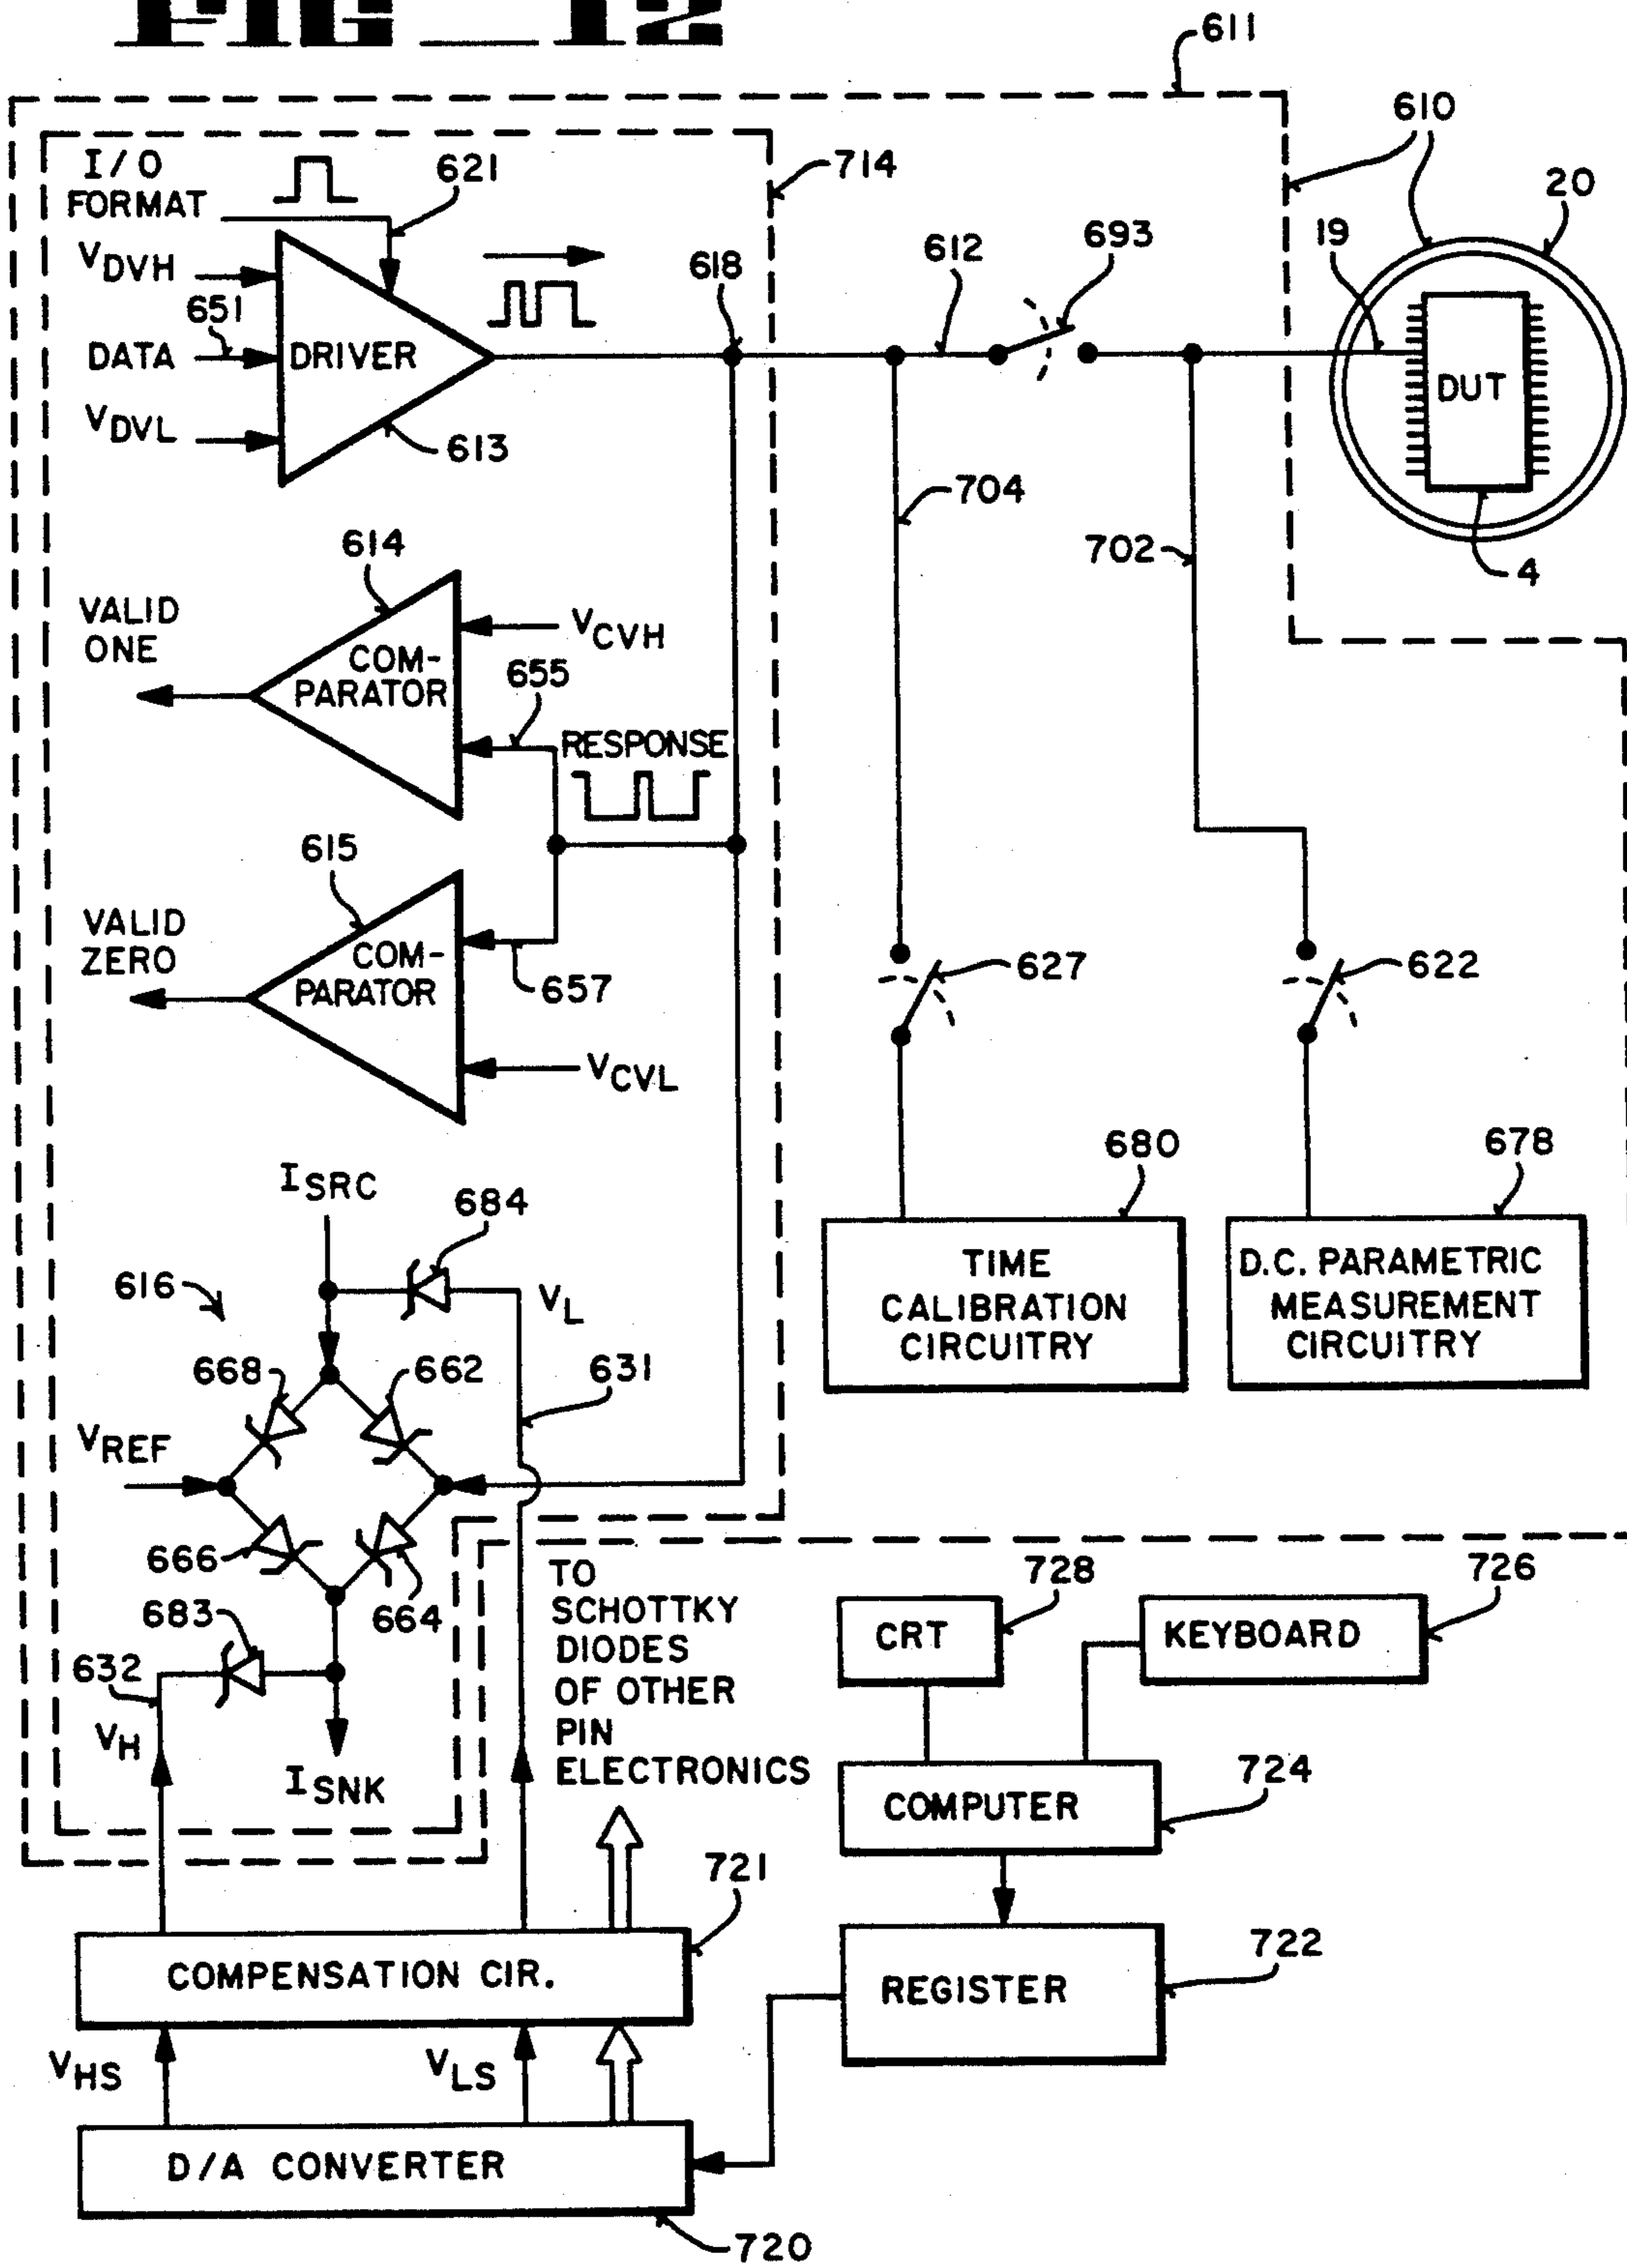 FIG_12
611
610
I/O
FORMAT
621
714
20
VDVH
618
612
693
19
651
DATA
DRIVER
DUT
VDVL
613
704
702
4
614
VALID
ONE
VCVH
COM-
PARATOR
655
RESPONSE
615
VALID
ZERO
COM-
PARATOR
657
627
622
VCVL
680
678
ISRC
684
TIME
CALIBRATION
CIRCUITRY
D.C. PARAMETRIC
MEASUREMENT
CIRCUITRY
616
VL
668
662
631
VREF
666
664
683
632
VH
ISNK
TO
SCHOTTKY
DIODES
OF OTHER
PIN
ELECTRONICS
728
726
CRT
KEYBOARD
724
COMPUTER
721
722
COMPENSATION CIR.
REGISTER
VHS
VLS
D/A CONVERTER
720